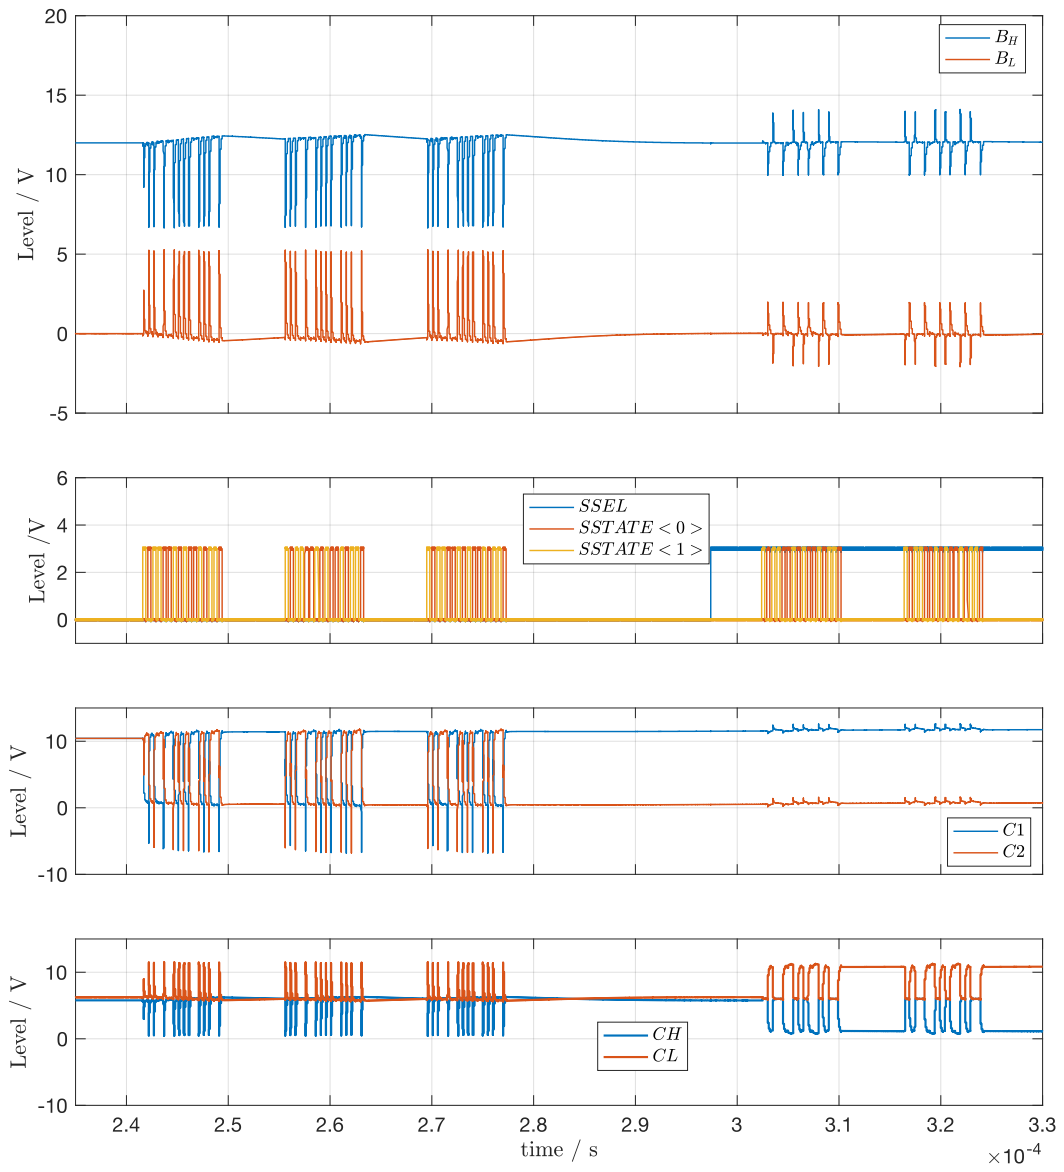 20
15
10
5
0
-5
Level / V
B_H
B_L
6
4
2
0
Level /V
SSEL
SSTATE < 0 >
SSTATE < 1 >
10
0
-10
Level / V
C1
C2
10
0
-10
Level / V
CH
CL
2.4 2.5 2.6 2.7 2.8 2.9 3 3.1 3.2 3.3
time / s
×10^-4